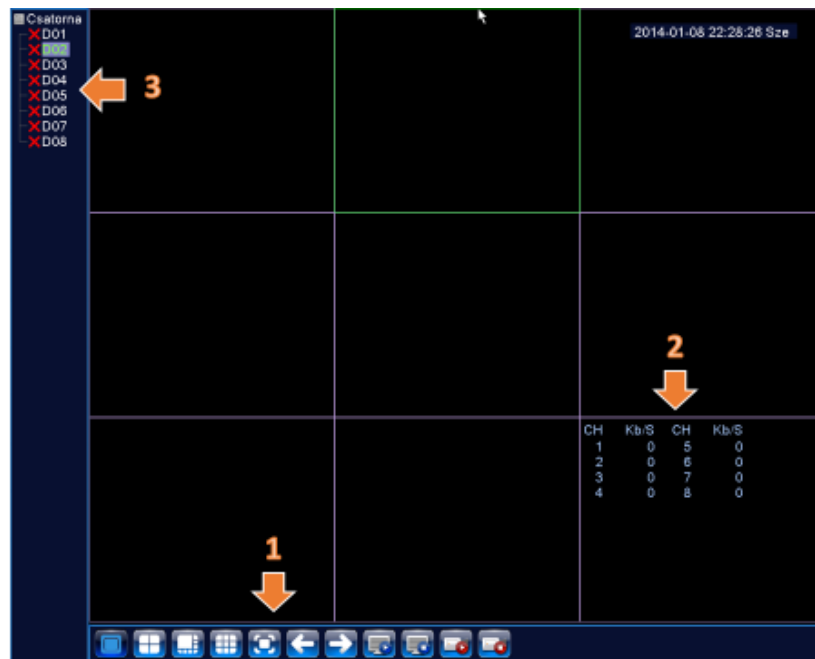 Csatorna
D01
D02
D03
D04
D05
D06
D07
D08
2014-01-08 22:28:26 Sze
3
2
CH Kb/S CH Kb/S
1 0 5 0
2 0 6 0
3 0 7 0
4 0 8 0
1